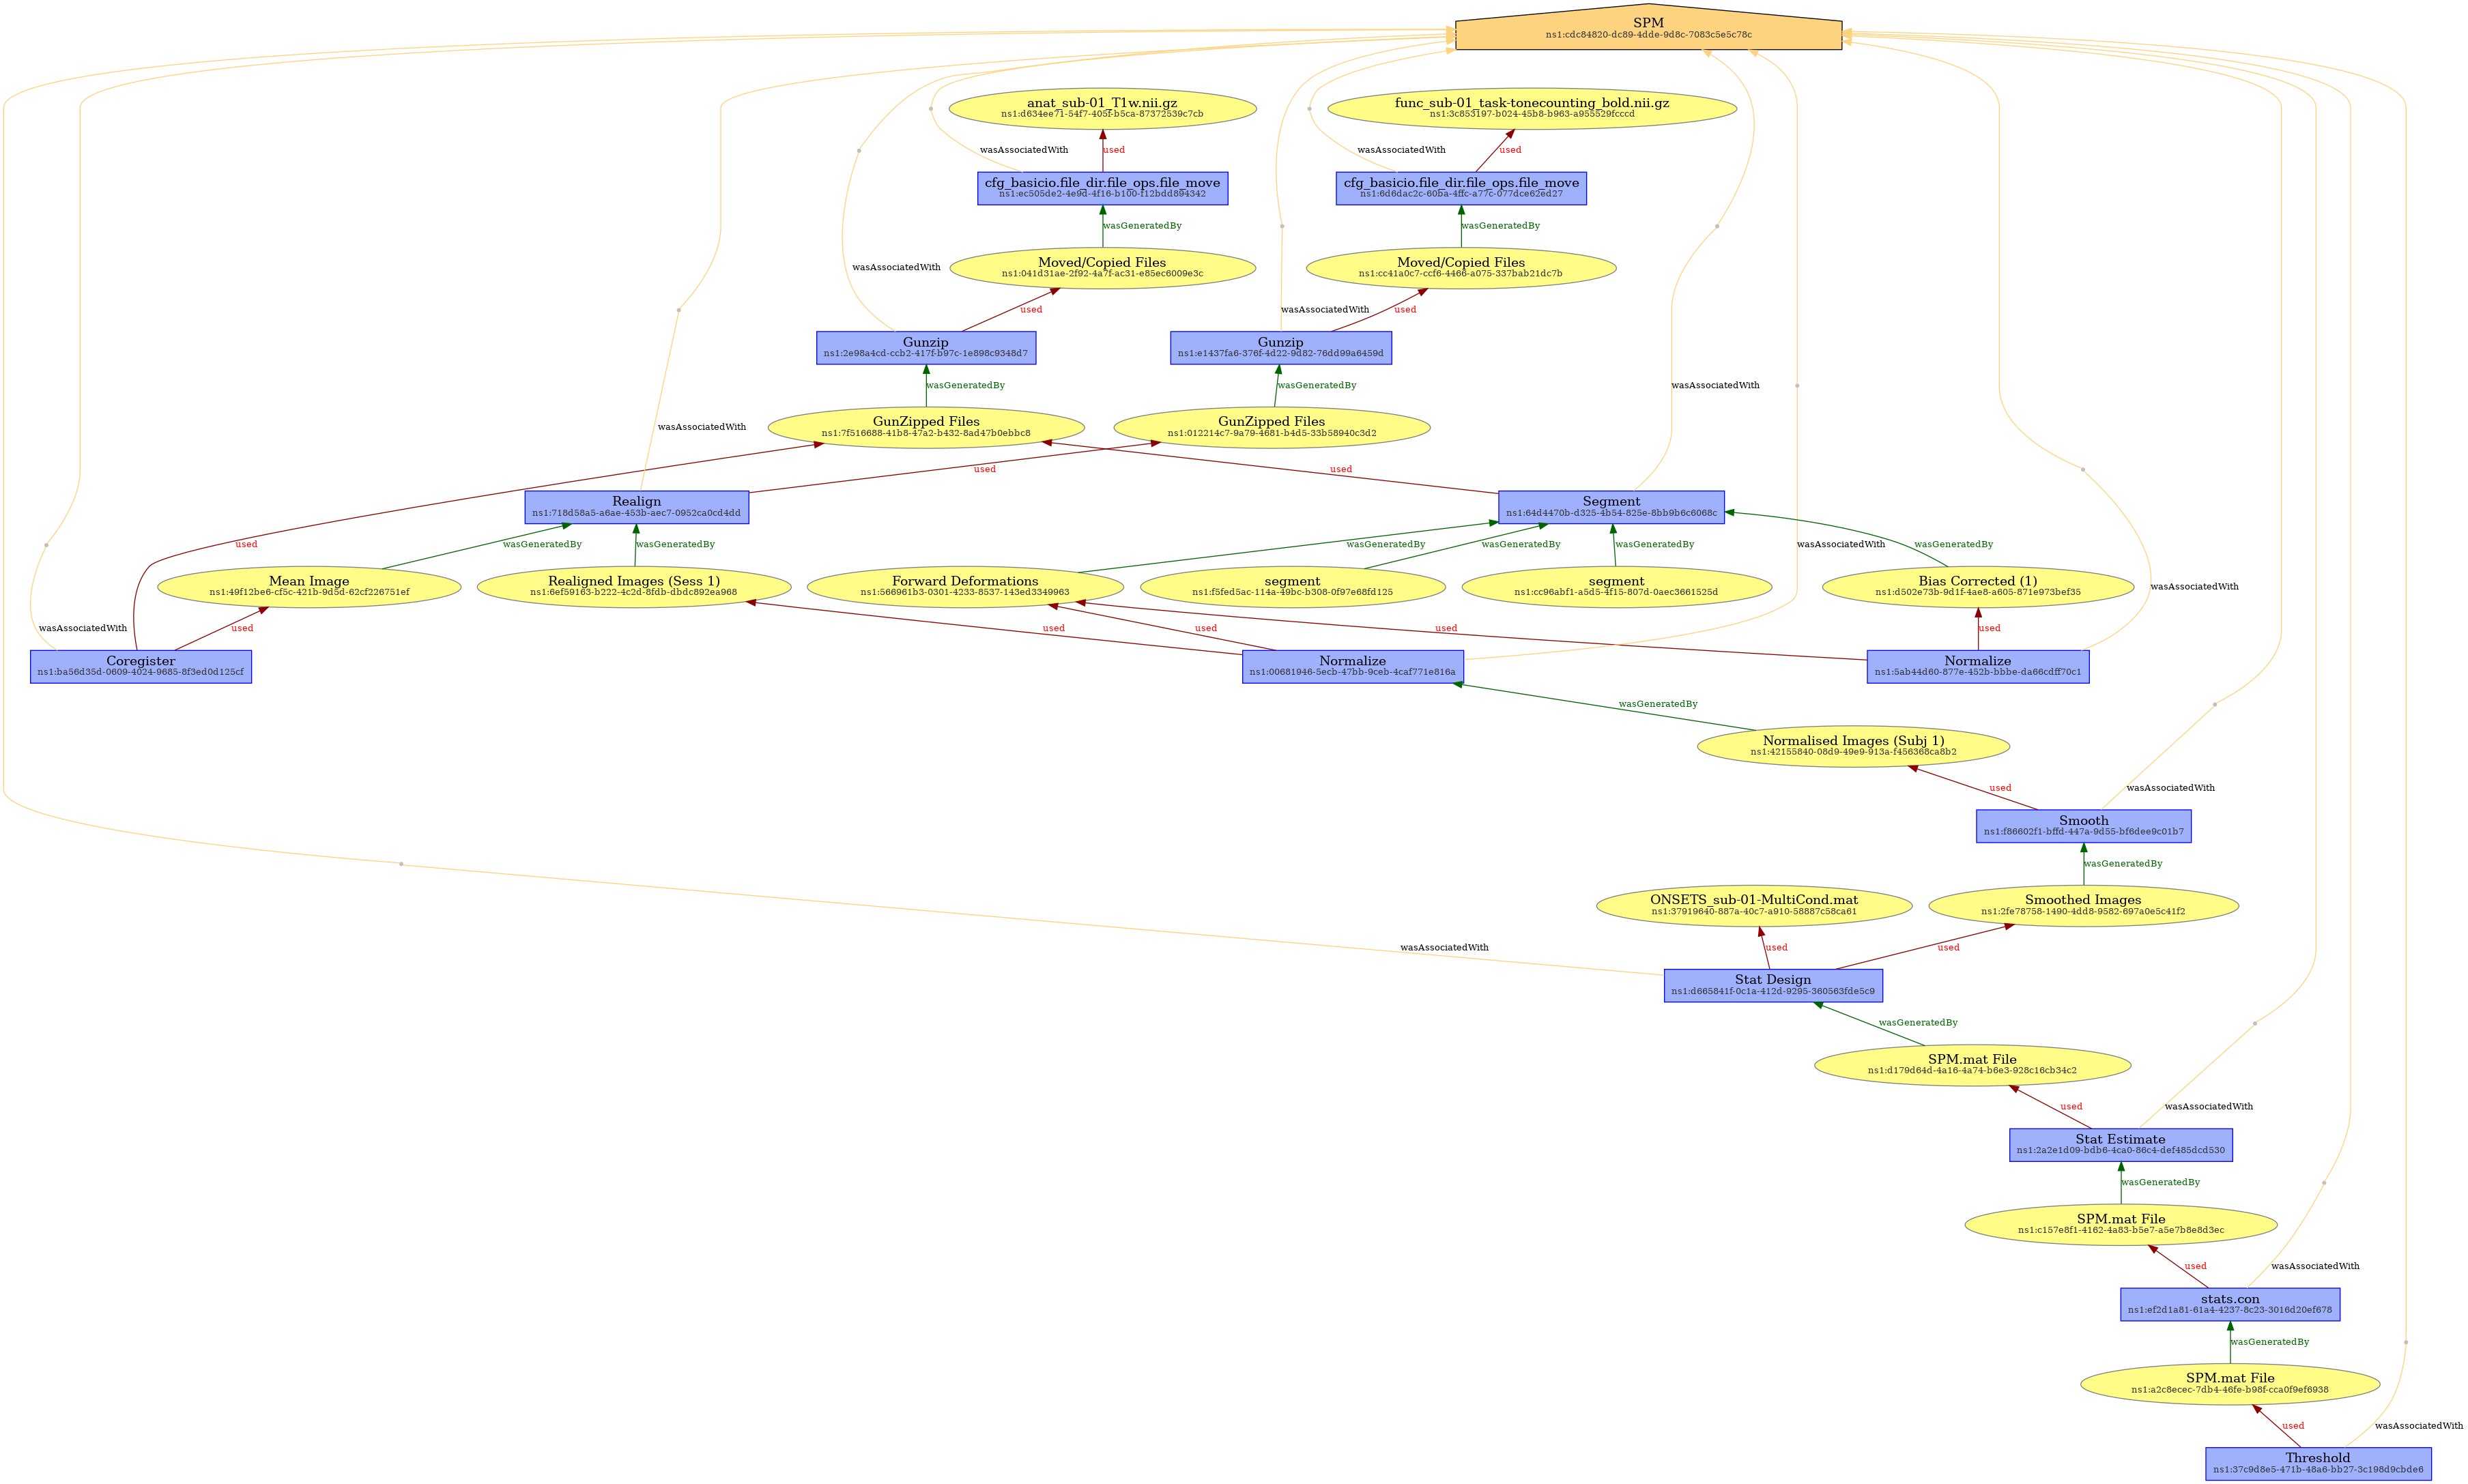 SPM
ns1:cdc84820-dc89-4dde-9d8c-7083c5e5c78c
anat_sub-01_T1w.nii.gz
ns1:d634ee71-54f7-405f-b5ca-87372539c7cb
func_sub-01_task-tonecounting_bold.nii.gz
ns1:3c853197-b024-45b8-b963-a955529fcccd
wasAssociatedWith
used
wasAssociatedWith
used
cfg_basicio.file_dir.file_ops.file_move
ns1:ec505de2-4e9d-4f16-b100-f12bdd894342
cfg_basicio.file_dir.file_ops.file_move
ns1:6d6dac2c-60ba-4ffc-a77c-077dce62ed27
wasGeneratedBy
wasGeneratedBy
Moved/Copied Files
ns1:041d31ae-2f92-4a7f-ac31-e85ec6009e3c
Moved/Copied Files
ns1:cc41a0c7-ccf6-4466-a075-337bab21dc7b
wasAssociatedWith
used
wasAssociatedWith
used
Gunzip
ns1:2e98a4cd-ccb2-417f-b97c-1e898c9348d7
Gunzip
ns1:e1437fa6-376f-4d22-9d82-76dd99a6459d
wasGeneratedBy
wasGeneratedBy
wasAssociatedWith
wasAssociatedWith
GunZipped Files
ns1:7f516688-41b8-47a2-b432-8ad47b0ebbc8
GunZipped Files
ns1:012214c7-9a79-4681-b4d5-33b58940c3d2
used
used
Realign
ns1:718d58a5-a6ae-453b-aec7-0952ca0cd4dd
Segment
ns1:64d4470b-d325-4b54-825e-8bb9b6c6068c
used
wasGeneratedBy
wasGeneratedBy
wasGeneratedBy
wasGeneratedBy
wasGeneratedBy
wasAssociatedWith
wasGeneratedBy
Mean Image
ns1:49f12be6-cf5c-421b-9d5d-62cf226751ef
Realigned Images (Sess 1)
ns1:6ef59163-b222-4c2d-8fdb-dbdc892ea968
Forward Deformations
ns1:566961b3-0301-4233-8537-143ed3349963
segment
ns1:f5fed5ac-114a-49bc-b308-0f97e68fd125
segment
ns1:cc96abf1-a5d5-4f15-807d-0aec3661525d
Bias Corrected (1)
ns1:d502e73b-9d1f-4ae8-a605-871e973bef35
wasAssociatedWith
wasAssociatedWith
used
used
used
used
used
Coregister
ns1:ba56d35d-0609-4024-9685-8f3ed0d125cf
Normalize
ns1:00681946-5ecb-47bb-9ceb-4caf771e816a
Normalize
ns1:5ab44d60-877e-452b-bbbe-da66cdff70c1
wasGeneratedBy
Normalised Images (Subj 1)
ns1:42155840-08d9-49e9-913a-f456368ca8b2
used
wasAssociatedWith
Smooth
ns1:f86602f1-bffd-447a-9d55-bf6dee9c01b7
wasGeneratedBy
ONSETS_sub-01-MultiCond.mat
ns1:37919640-887a-40c7-a910-58887c58ca61
Smoothed Images
ns1:2fe78758-1490-4dd8-9582-697a0e5c41f2
wasAssociatedWith
used
used
Stat Design
ns1:d665841f-0c1a-412d-9295-360563fde5c9
wasGeneratedBy
SPM.mat File
ns1:d179d64d-4a16-4a74-b6e3-928c16cb34c2
used
wasAssociatedWith
Stat Estimate
ns1:2a2e1d09-bdb6-4ca0-86c4-def485dcd530
wasGeneratedBy
SPM.mat File
ns1:c157e8f1-4162-4a83-b5e7-a5e7b8e8d3ec
used
wasAssociatedWith
stats.con
ns1:ef2d1a81-61a4-4237-8c23-3016d20ef678
wasGeneratedBy
SPM.mat File
ns1:a2c8ecec-7db4-46fe-b98f-cca0f9ef6938
used
wasAssociatedWith
Threshold
ns1:37c9d8e5-471b-48a6-bb27-3c198d9cbde6